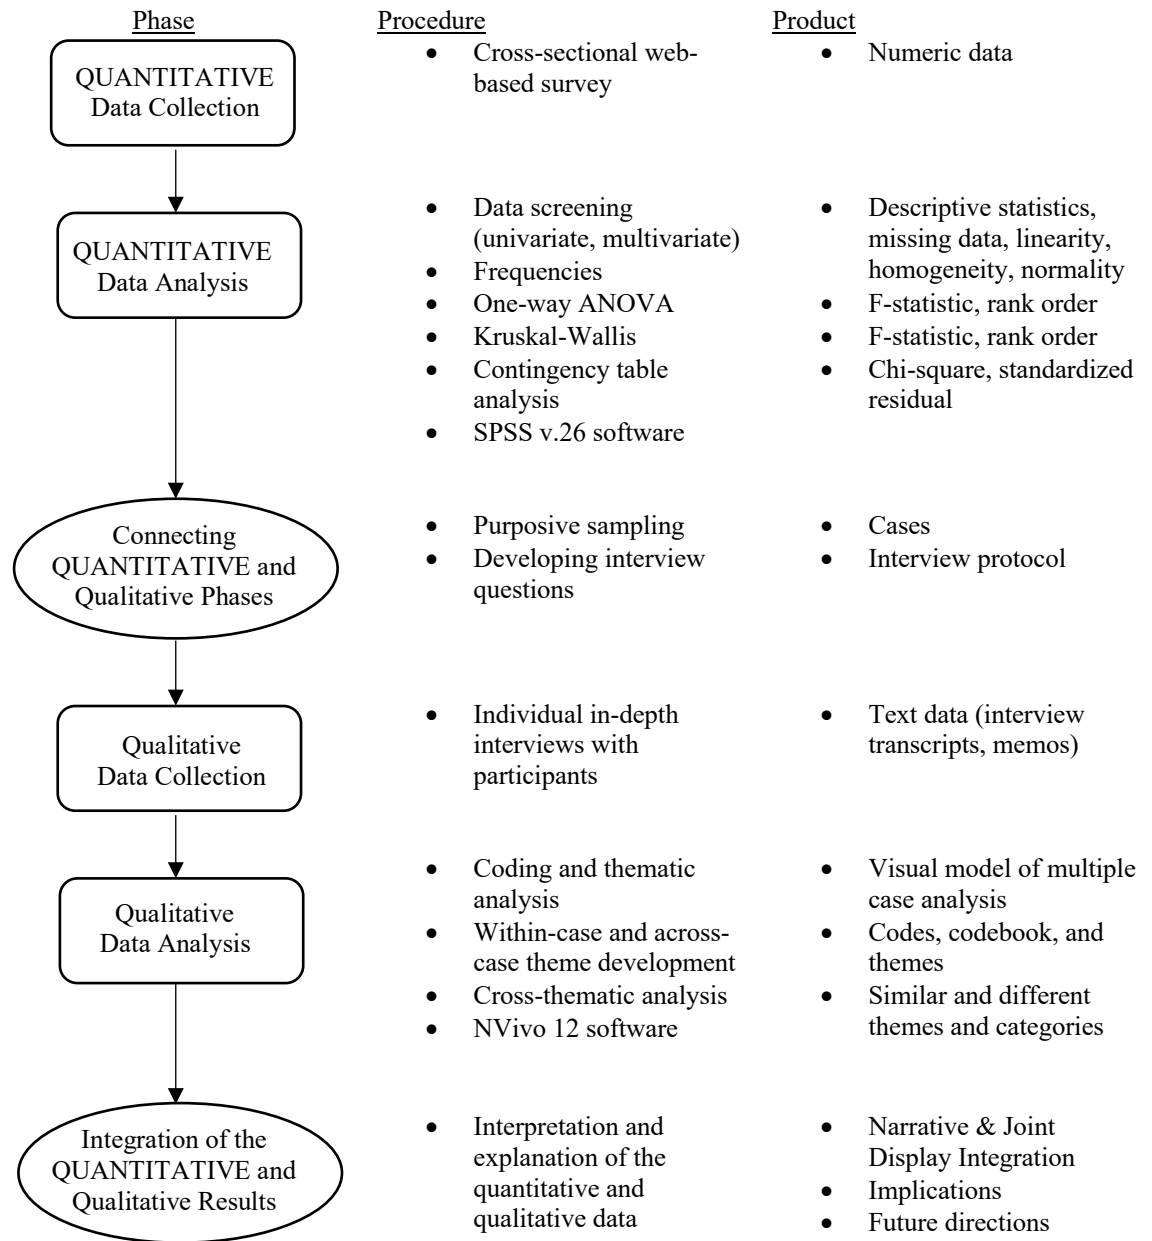 Phase
Procedure
Product
QUANTITATIVE
Data Collection
• Cross-sectional web-
based survey
• Numeric data
QUANTITATIVE
Data Analysis
• Data screening
(univariate, multivariate)
• Frequencies
• One-way ANOVA
• Kruskal-Wallis
• Contingency table
analysis
• SPSS v.26 software
• Descriptive statistics,
missing data, linearity,
homogeneity, normality
• F-statistic, rank order
• F-statistic, rank order
• Chi-square, standardized
residual
Connecting
QUANTITATIVE and
Qualitative Phases
• Purposive sampling
• Developing interview
questions
• Cases
• Interview protocol
Qualitative
Data Collection
• Individual in-depth
interviews with
participants
• Text data (interview
transcripts, memos)
Qualitative
Data Analysis
• Coding and thematic
analysis
• Within-case and across-
case theme development
• Cross-thematic analysis
• NVivo 12 software
• Visual model of multiple
case analysis
• Codes, codebook, and
themes
• Similar and different
themes and categories
Integration of the
QUANTITATIVE and
Qualitative Results
• Interpretation and
explanation of the
quantitative and
qualitative data
• Narrative & Joint
Display Integration
• Implications
• Future directions